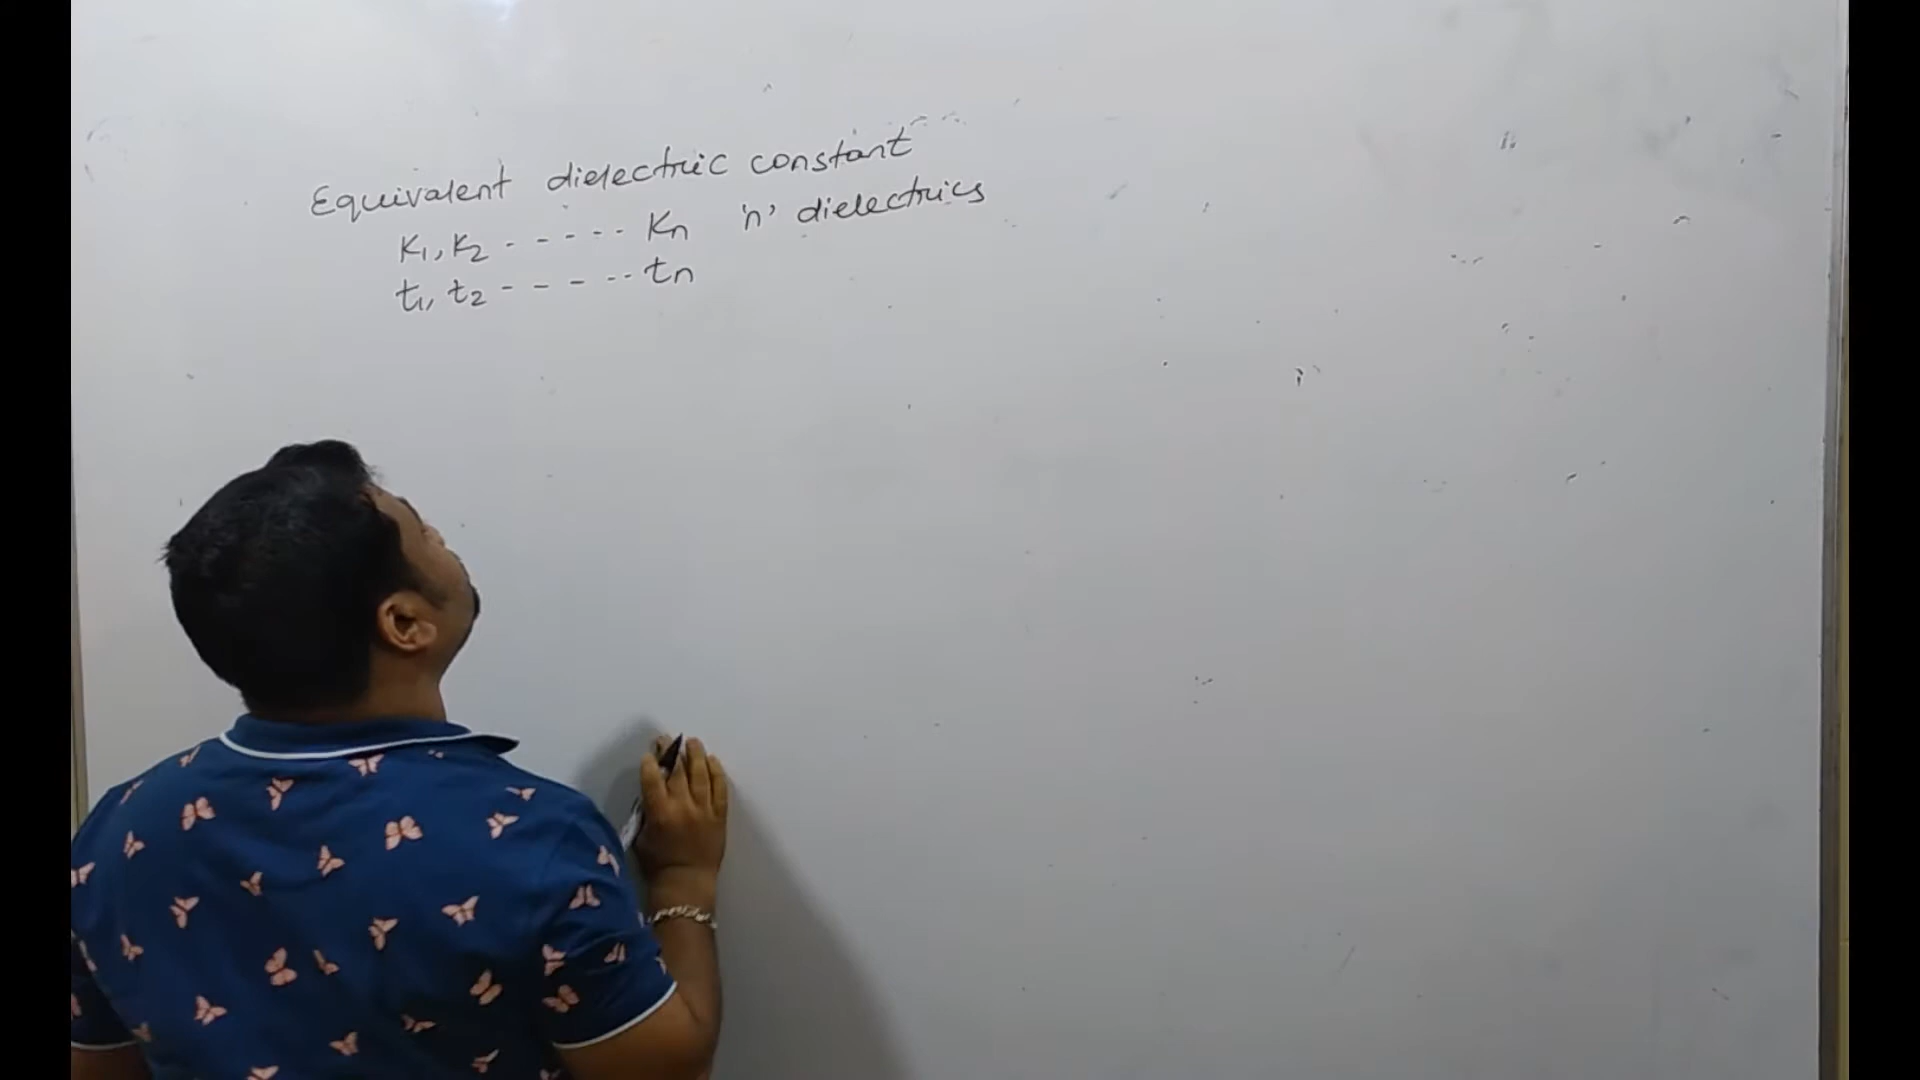 Equivalent dielectric constant
K₁, K₂ - - - - - - Kn 'n' dielectrics
t₁, t₂ - - - - - - tn